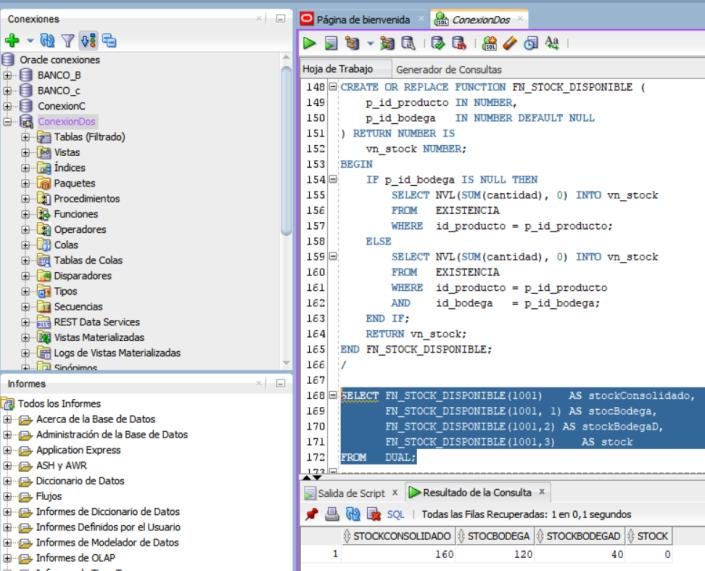 Conexiones
Oracle conexiones
BANCO_B
BANCO_c
ConexionC
ConexionDos
Tablas (Filtrado)
Vistas
Índices
Paquetes
Procedimientos
Funciones
Operadores
Colas
Tablas de Colas
Disparadores
Tipos
Secuencias
REST Data Services
Vistas Materializadas
Logs de Vistas Materializadas
Sinónimos
Informes
Todos los Informes
Acerca de la Base de Datos
Administración de la Base de Datos
Application Express
ASH y AWR
Diccionario de Datos
Flujos
Informes de Diccionario de Datos
Informes Definidos por el Usuario
Informes de Modelador de Datos
Informes de OLAP
Página de bienvenida ConexionDos
Hoja de Trabajo Generador de Consultas
148 CREATE OR REPLACE FUNCTION FN_STOCK_DISPONIBLE (
149 p_id_producto IN NUMBER,
150 p_id_bodega IN NUMBER DEFAULT NULL
151 ) RETURN NUMBER IS
152 vn_stock NUMBER;
153 BEGIN
154 IF p_id_bodega IS NULL THEN
155 SELECT NVL(SUM(cantidad), 0) INTO vn_stock
156 FROM EXISTENCIA
157 WHERE id_producto = p_id_producto;
158 ELSE
159 SELECT NVL(SUM(cantidad), 0) INTO vn_stock
160 FROM EXISTENCIA
161 WHERE id_producto = p_id_producto
162 AND id_bodega = p_id_bodega;
163 END IF;
164 RETURN vn_stock;
165 END FN_STOCK_DISPONIBLE;
166 /
167
168 SELECT FN_STOCK_DISPONIBLE(1001) AS stockConsolidado,
169 FN_STOCK_DISPONIBLE(1001, 1) AS stocBodega,
170 FN_STOCK_DISPONIBLE(1001,2) AS stockBodegaD,
171 FN_STOCK_DISPONIBLE(1001,3) AS stock
172 FROM DUAL;
173
Salida de Script Resultado de la Consulta
SQL | Todas las Filas Recuperadas: 1 en 0,1 segundos
STOCKCONSOLIDADO STOCBODEGA STOCKBODEGAD STOCK
1 160 120 40 0